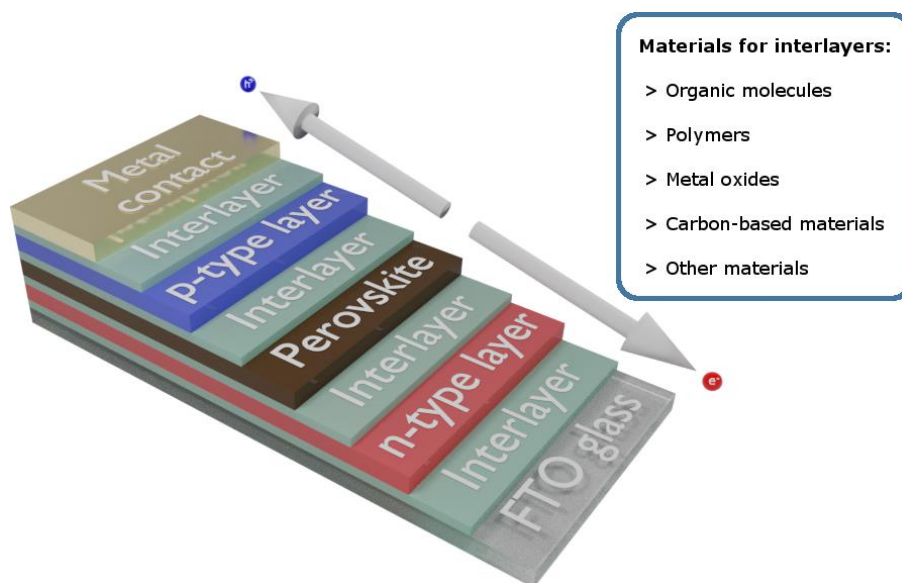 Materials for interlayers:
> Organic molecules
> Polymers
> Metal oxides
> Carbon-based materials
> Other materials
h+
Metal
contact
Interlayer
p-type layer
Interlayer
Perovskite
Interlayer
n-type layer
Interlayer
FTO glass
e-